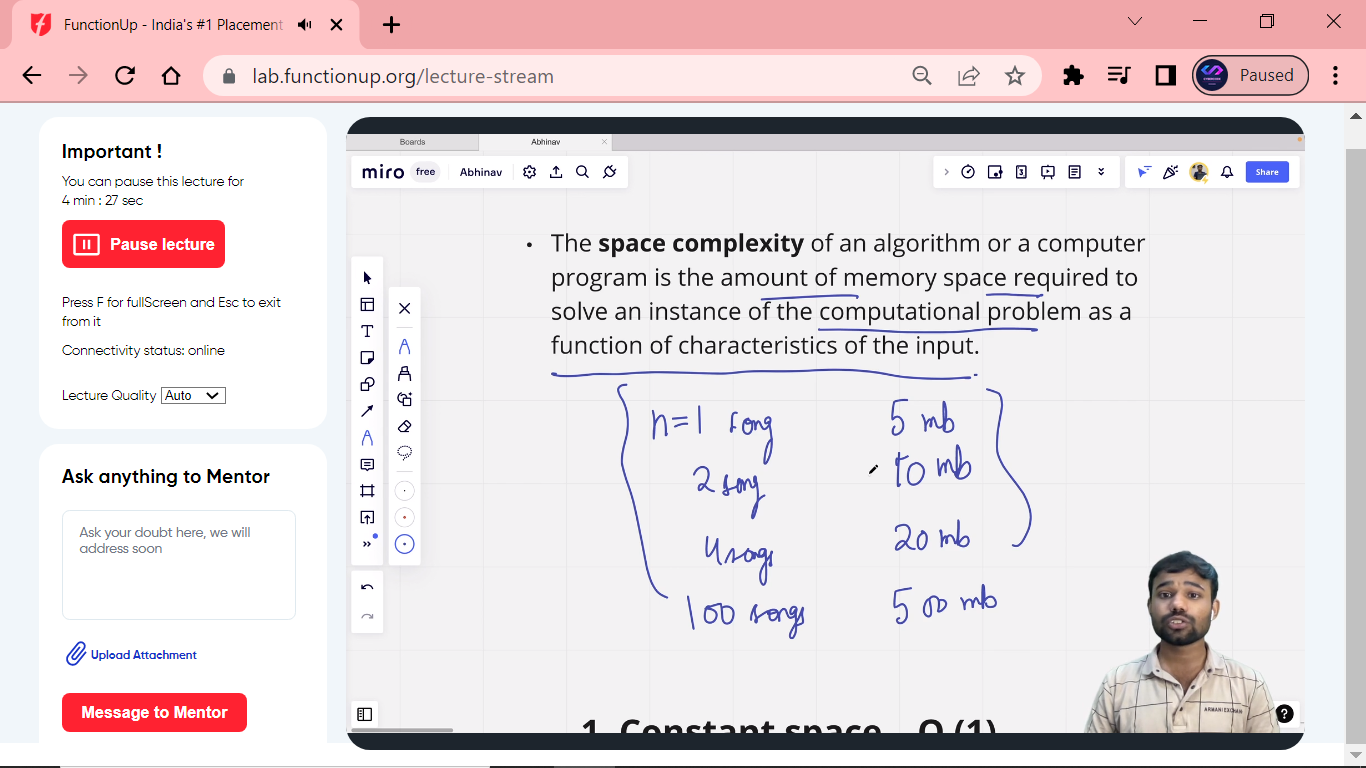 FunctionUp - India's #1 Placement
lab.functionup.org/lecture-stream
Paused
Important !
You can pause this lecture for
4 min : 27 sec
Pause lecture
Press F for fullScreen and Esc to exit
from it
Connectivity status: online
Lecture Quality Auto
Ask anything to Mentor
Ask your doubt here, we will
address soon
Upload Attachment
Message to Mentor
Boards
Abhinav
miro free Abhinav
Share
• The space complexity of an algorithm or a computer
program is the amount of memory space required to
solve an instance of the computational problem as a
function of characteristics of the input.
n=1 song 5 mb
2 song 10 mb
4 songs 20 mb
100 songs 500 mb
ARMANI EXCHAN
1. Constant space - O (1)